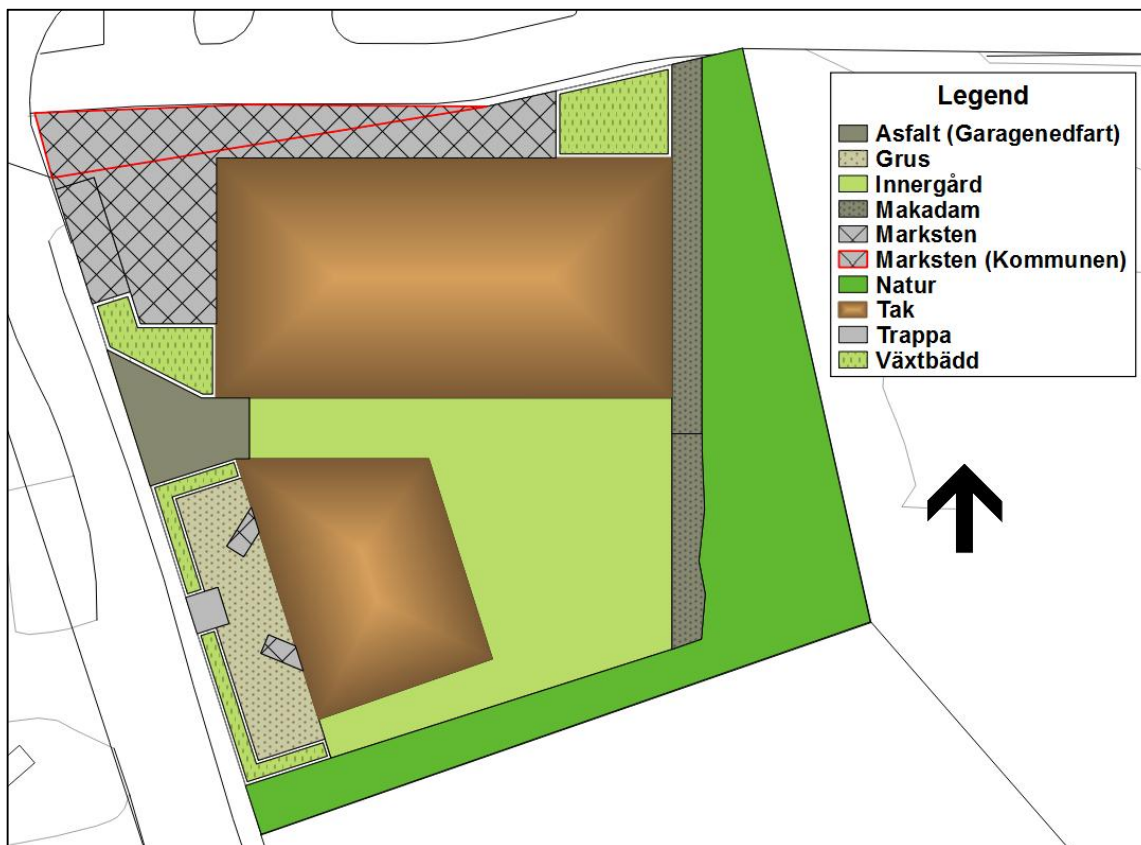 Legend
Asfalt (Garagenedfart)
Grus
Innergård
Makadam
Marksten
Marksten (Kommunen)
Natur
Tak
Trappa
Växtbädd